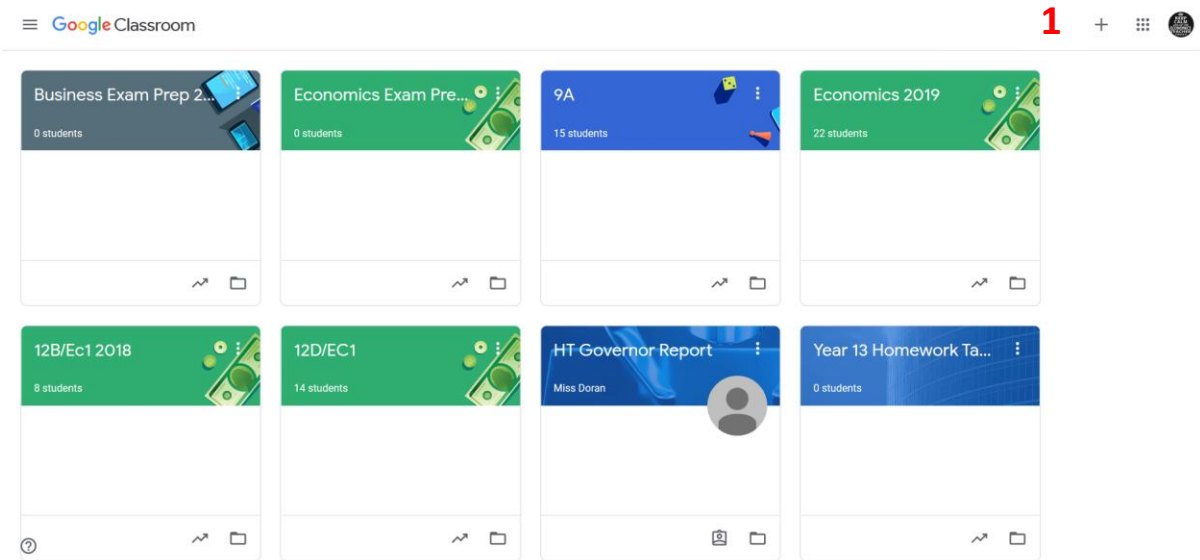 Google Classroom
1
Business Exam Prep 2...
0 students
Economics Exam Pre...
0 students
9A
15 students
Economics 2019
22 students
12B/Ec1 2018
8 students
12D/EC1
14 students
HT Governor Report
Miss Doran
Year 13 Homework Ta...
0 students